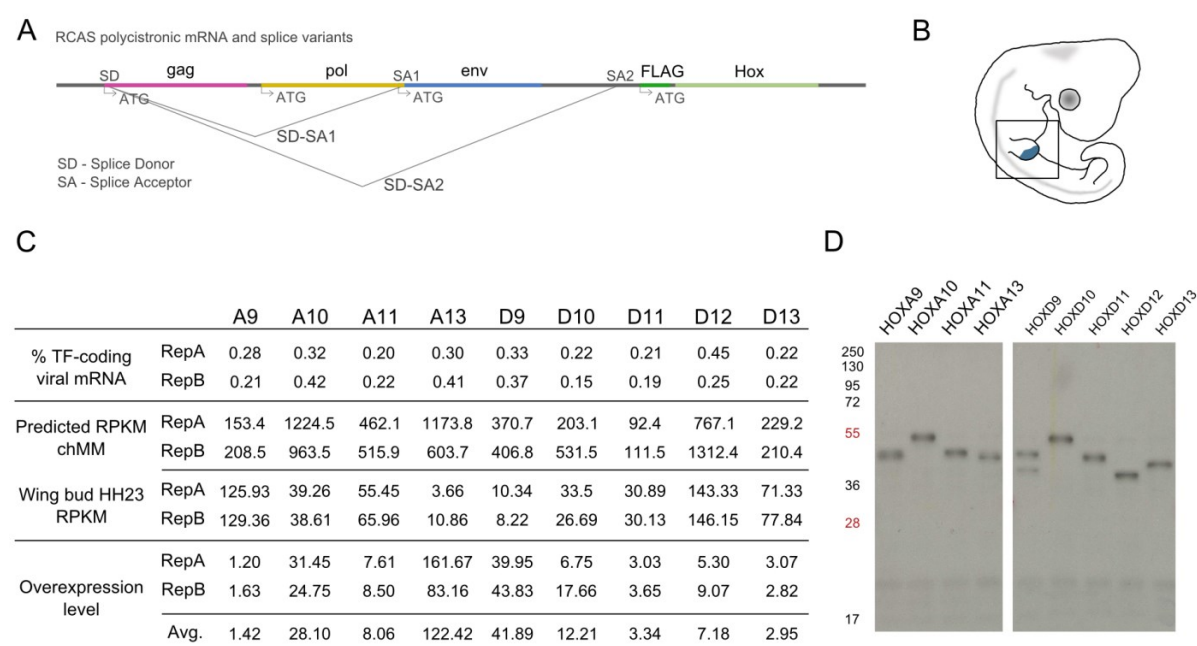 A
RCAS polycistronic mRNA and splice variants
SD gag pol SA1 env SA2 FLAG Hox
ATG ATG ATG ATG
SD-SA1
SD-SA2
SD - Splice Donor
SA - Splice Acceptor
B
C
A9 A10 A11 A13 D9 D10 D11 D12 D13
% TF-coding viral mRNA
RepA 0.28 0.32 0.20 0.30 0.33 0.22 0.21 0.45 0.22
RepB 0.21 0.42 0.22 0.41 0.37 0.15 0.19 0.25 0.22
Predicted RPKM chMM
RepA 153.4 1224.5 462.1 1173.8 370.7 203.1 92.4 767.1 229.2
RepB 208.5 963.5 515.9 603.7 406.8 531.5 111.5 1312.4 210.4
Wing bud HH23 RPKM
RepA 125.93 39.26 55.45 3.66 10.34 33.5 30.89 143.33 71.33
RepB 129.36 38.61 65.96 10.86 8.22 26.69 30.13 146.15 77.84
Overexpression level
RepA 1.20 31.45 7.61 161.67 39.95 6.75 3.03 5.30 3.07
RepB 1.63 24.75 8.50 83.16 43.83 17.66 3.65 9.07 2.82
Avg. 1.42 28.10 8.06 122.42 41.89 12.21 3.34 7.18 2.95
D
HOXA9 HOXA10 HOXA11 HOXA13 HOXD9 HOXD10 HOXD11 HOXD12 HOXD13
250
130
95
72
55
36
28
17